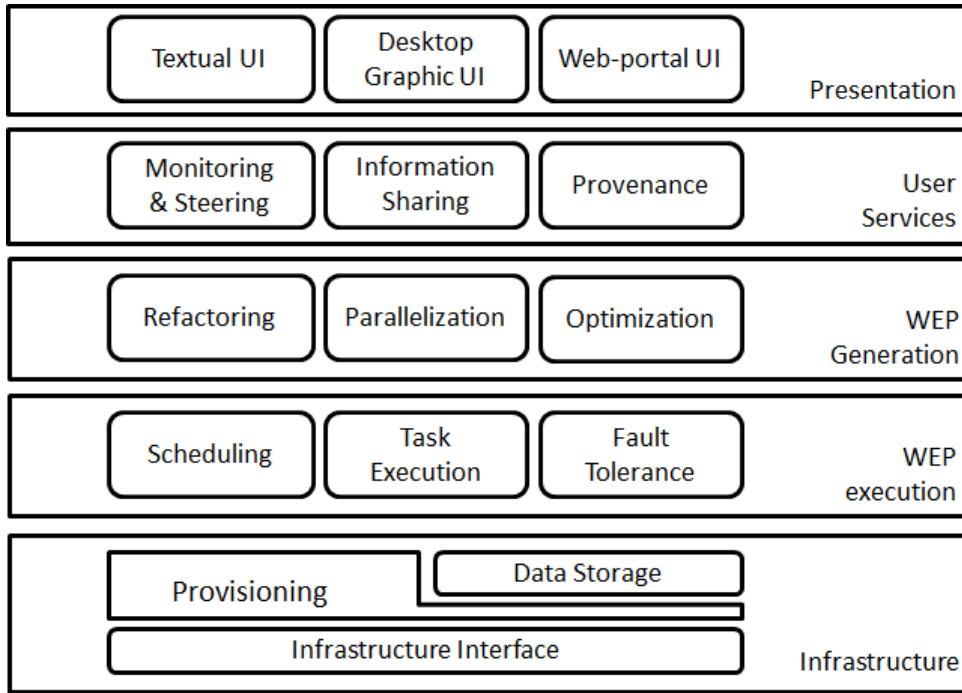 Textual UI
Desktop
Graphic UI
Web-portal UI
Presentation
Monitoring
& Steering
Information
Sharing
Provenance
User
Services
Refactoring
Parallelization
Optimization
WEP
Generation
Scheduling
Task
Execution
Fault
Tolerance
WEP
execution
Provisioning
Data Storage
Infrastructure Interface
Infrastructure